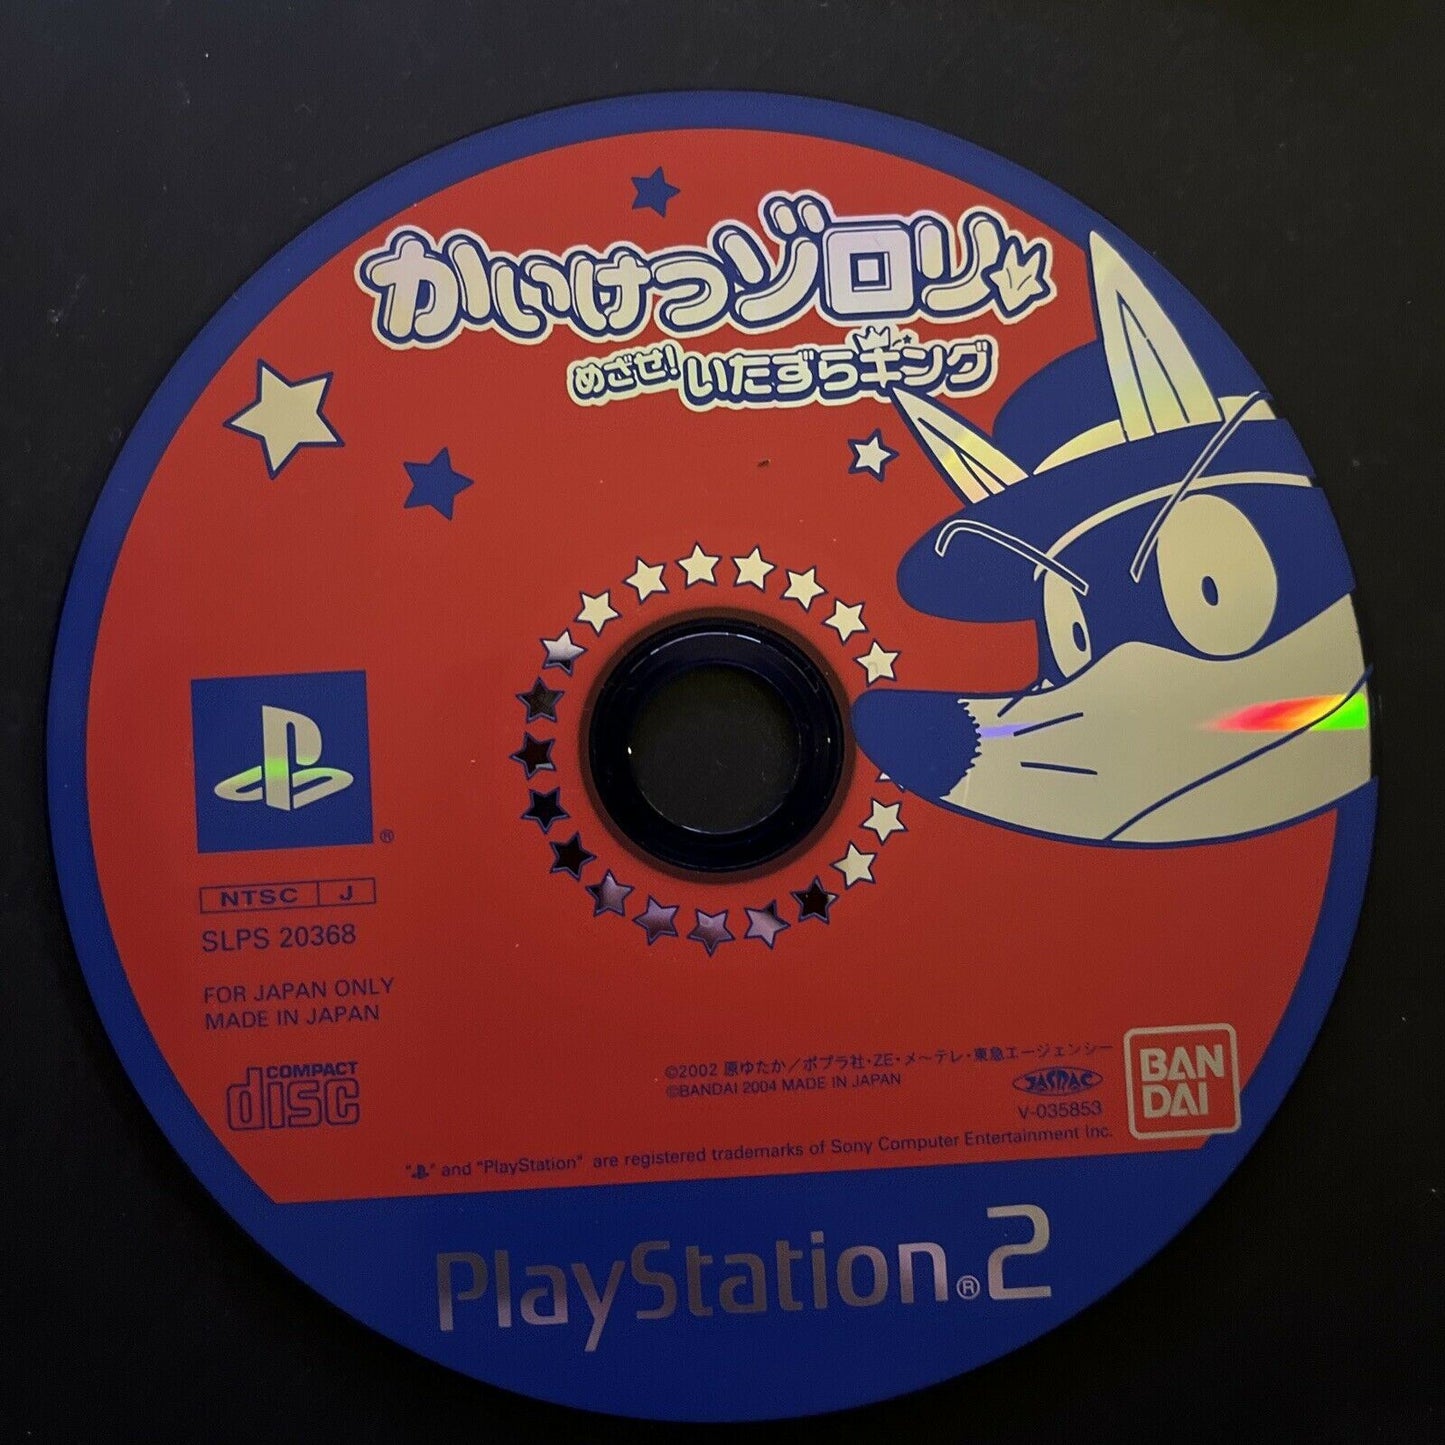 かいけつゾロリ
めざせ!いたずらキング
®
NTSC J
SLPS 20368
FOR JAPAN ONLY
MADE IN JAPAN
COMPACT
disc
©2002 原ゆたか/ポプラ社・ZE・メ~テレ・東急エージェンシー
©BANDAI 2004 MADE IN JAPAN
JASRAC
V-035853
BAN
DAI
" " and "PlayStation" are registered trademarks of Sony Computer Entertainment Inc.
PlayStation®2